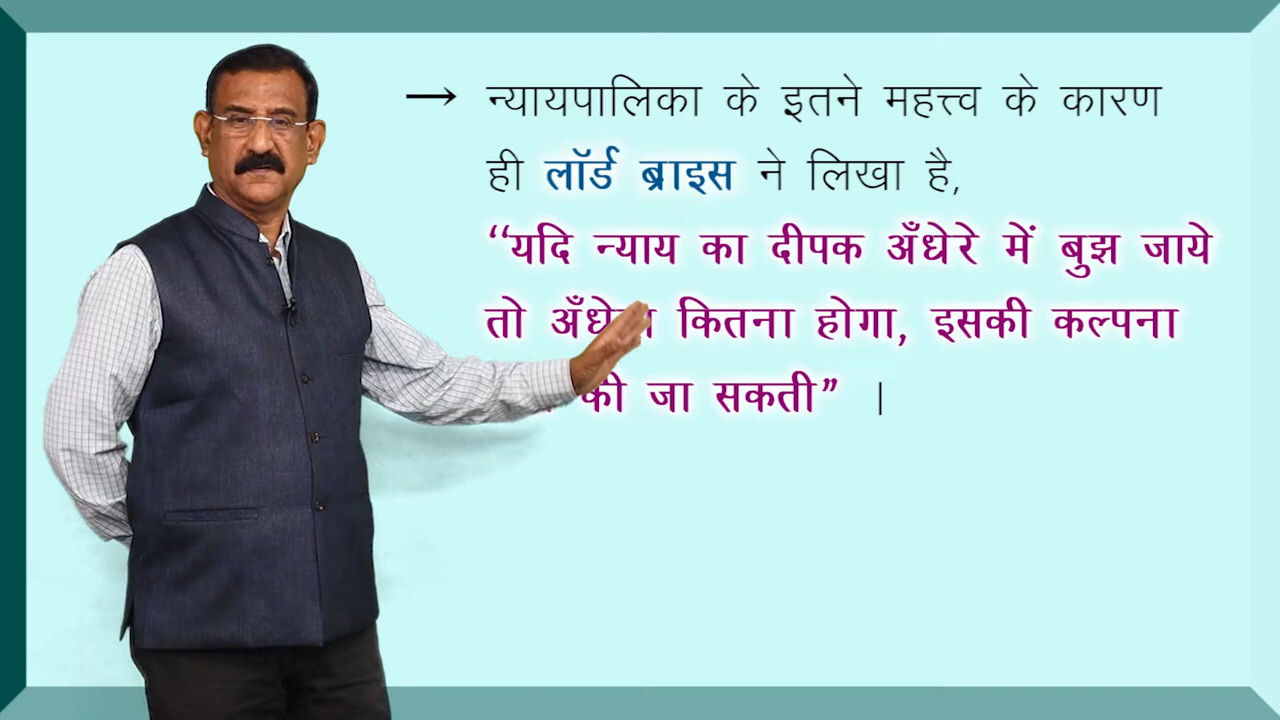 → न्यायपालिका के इतने महत्त्व के कारण
ही लॉर्ड ब्राइस ने लिखा है,
“यदि न्याय का दीपक अँधेरे में बुझ जाये
तो कितना होगा, इसकी कल्पना
की जा सकती” |